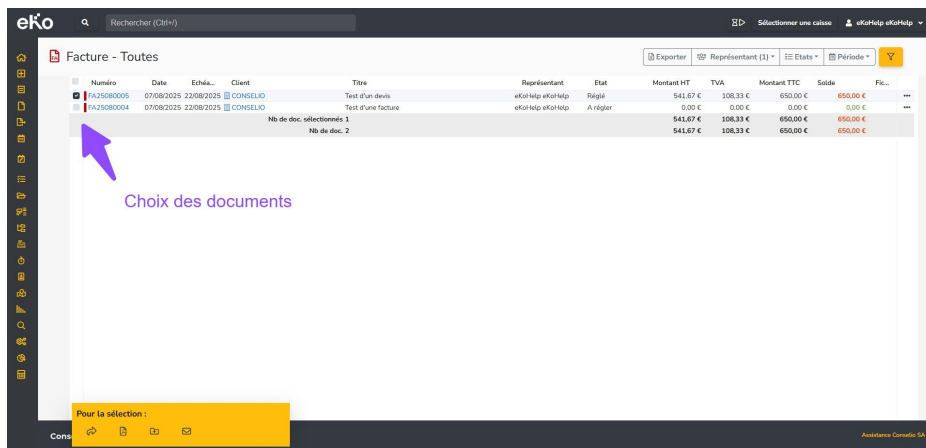 eKo
Rechercher (Ctrl+/)
Sélectionner une caisse
eKoHelp eKoHelp
Facture - Toutes
Exporter
Représentant (1)
Etats
Période
Numéro Date Echéa... Client Titre Représentant Etat Montant HT TVA Montant TTC Solde Fic...
FA25080005 07/08/2025 22/08/2025 CONSELIO Test d'un devis eKoHelp eKoHelp Réglé 541,67 € 108,33 € 650,00 € 650,00 €
FA25080004 07/08/2025 22/08/2025 CONSELIO Test d'une facture eKoHelp eKoHelp A régler 0,00 € 0,00 € 0,00 € 0,00 €
Nb de doc. sélectionnés 1 541,67 € 108,33 € 650,00 € 650,00 €
Nb de doc. 2 541,67 € 108,33 € 650,00 € 650,00 €
Choix des documents
Pour la sélection :
Cons
Assistance Conselio SA